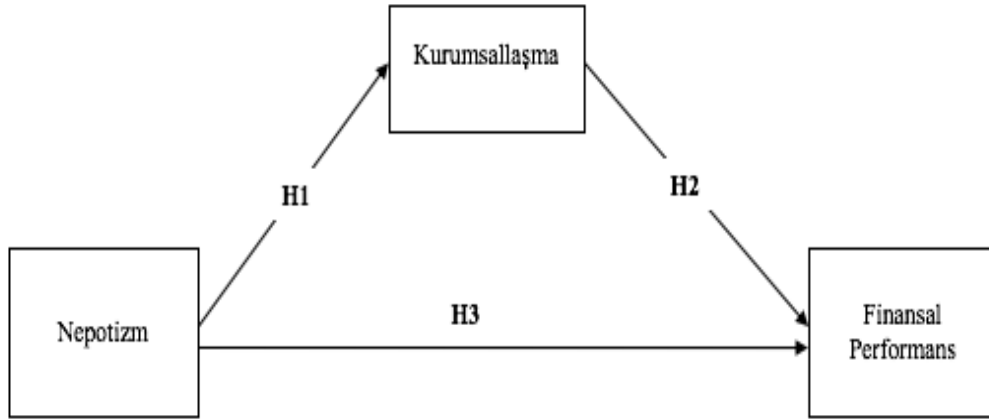 Kurumsallaşma
H1
H2
H3
Nepotizm
Finansal
Performans